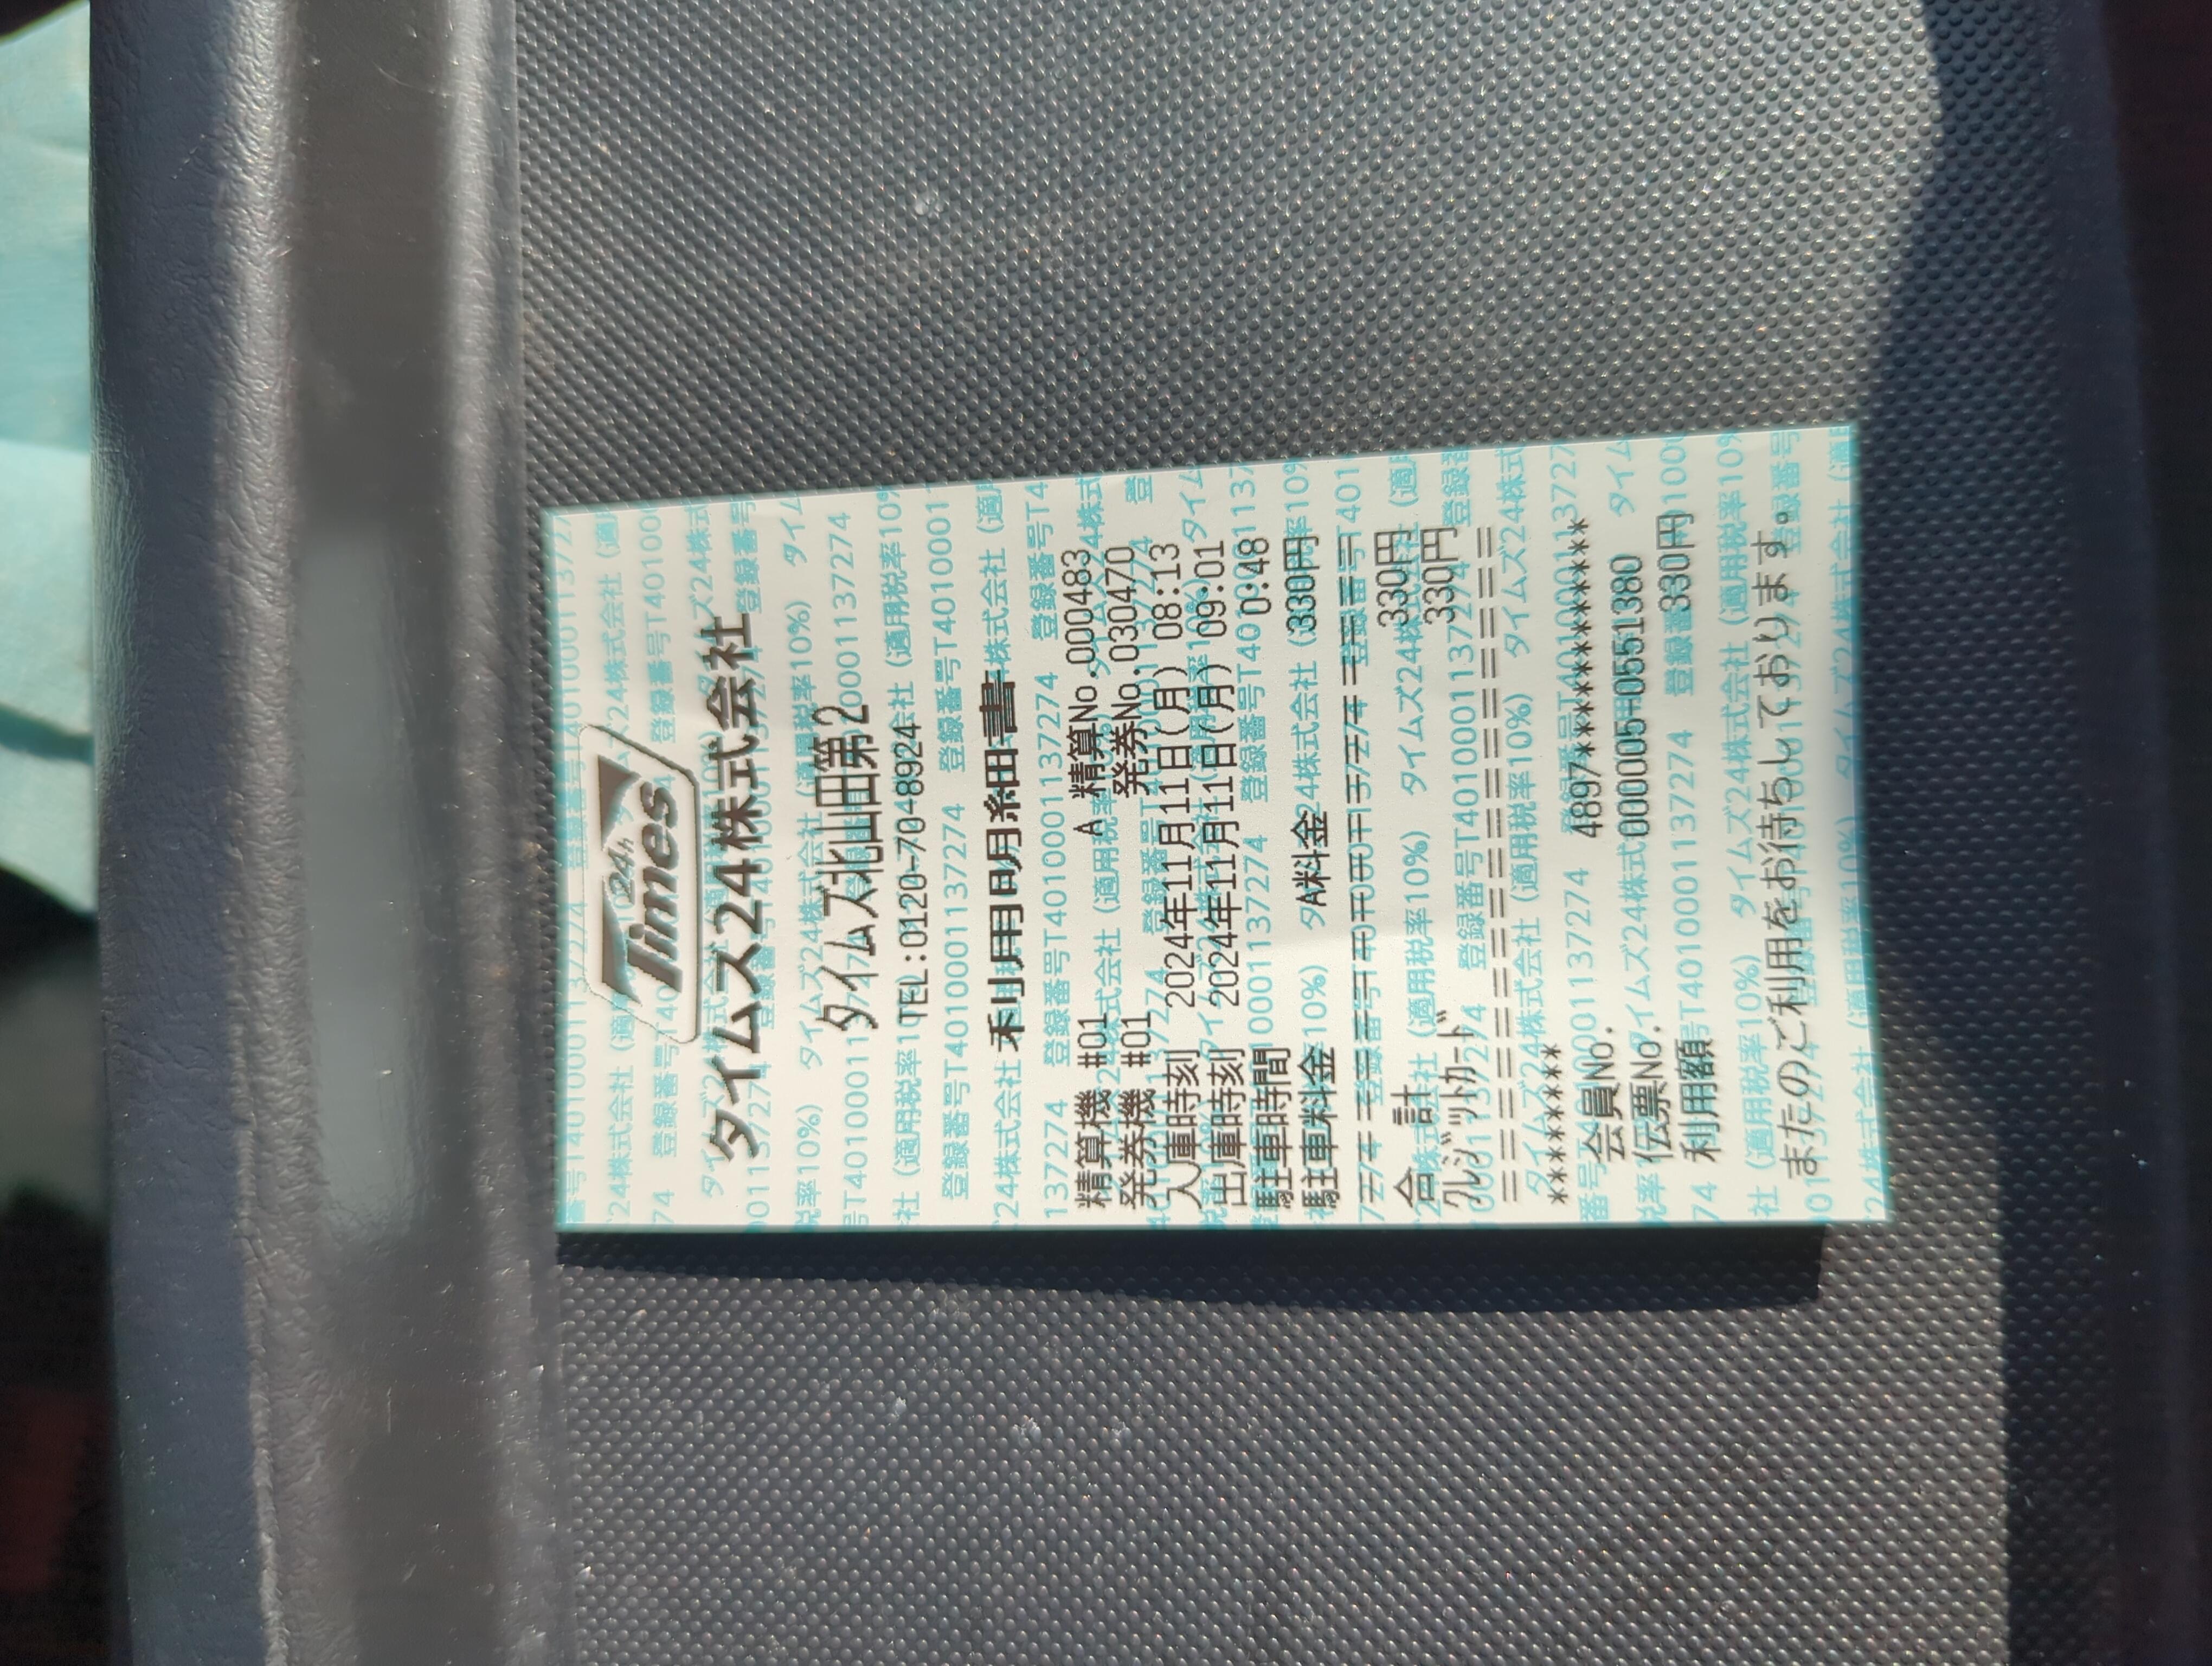 24h
Times
タイムズ24株式会社
タイムズ北山田第2
TEL:0120-70-8924
利用明細書
精算機 #01 A 精算No.000483
発券機 #01 発券No.030470
入庫時刻 2024年11月11日(月) 08:13
出庫時刻 2024年11月11日(月) 09:01
駐車時間 0:48
駐車料金 A料金 330円
合 計 330円
クレジットカード 330円
==========================
*******
会員No. 4897************
伝票No. 000005-0551380
利用額 330円
またのご利用をお待ちしております。
タイムズ24株式会社 (適用税率10%)
登録番号T4010001137274